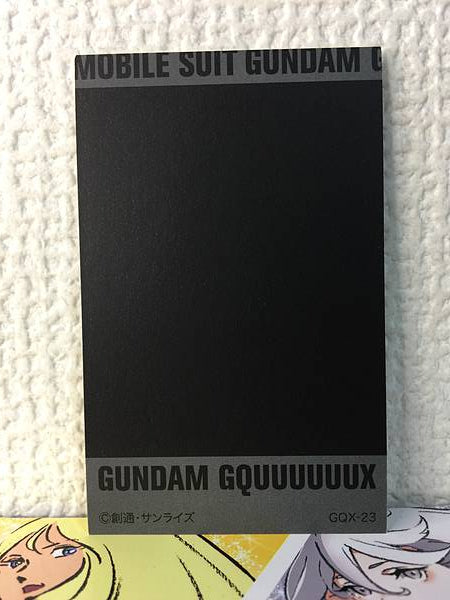 MOBILE SUIT GUNDAM G
GUNDAM GQUUUUUUX
©創通・サンライズ GQX-23